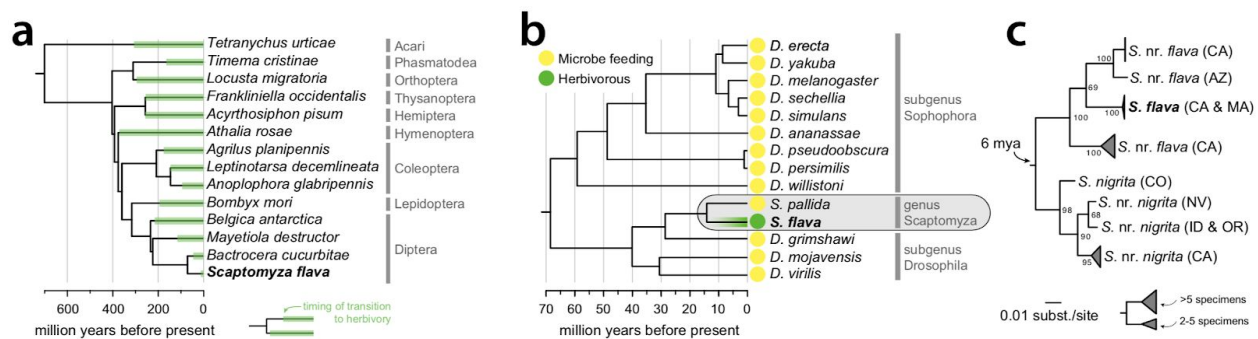 a
Tetranychus urticae
Timema cristinae
Locusta migratoria
Frankliniella occidentalis
Acyrthosiphon pisum
Athalia rosae
Agrilus planipennis
Leptinotarsa decemlineata
Anoplophora glabripennis
Bombyx mori
Belgica antarctica
Mayetiola destructor
Bactrocera cucurbitae
Scaptomyza flava
Acari
Phasmatodea
Orthoptera
Thysanoptera
Hemiptera
Hymenoptera
Coleoptera
Lepidoptera
Diptera
600 400 200 0
million years before present
timing of transition
to herbivory
b
Microbe feeding
Herbivorous
D. erecta
D. yakuba
D. melanogaster
D. sechellia
D. simulans
D. ananassae
D. pseudoobscura
D. persimilis
D. willistoni
S. pallida
S. flava
D. grimshawi
D. mojavensis
D. virilis
subgenus
Sophophora
genus
Scaptomyza
subgenus
Drosophila
70 60 50 40 30 20 10 0
million years before present
c
S. nr. flava (CA)
100
S. nr. flava (AZ)
69
S. flava (CA & MA)
100
100
S. nr. flava (CA)
100
6 mya
S. nigrita (CO)
98
S. nr. nigrita (NV)
68
S. nr. nigrita (ID & OR)
90
S. nr. nigrita (CA)
95
0.01 subst./site
>5 specimens
2-5 specimens